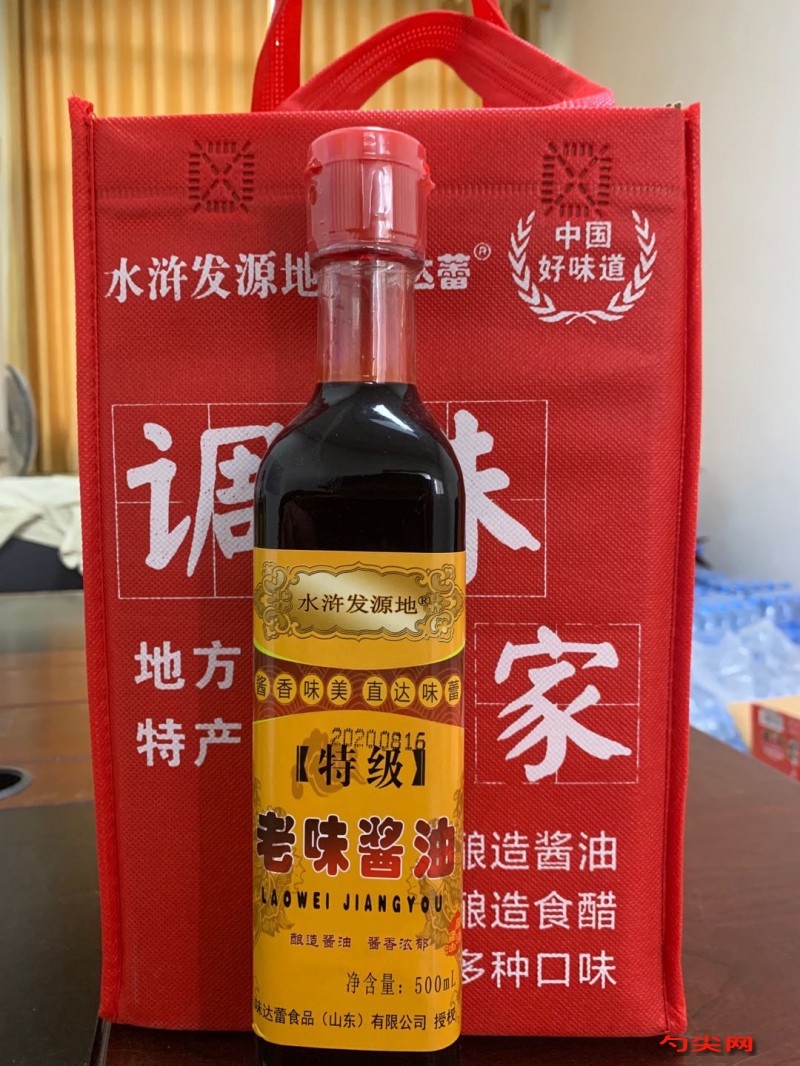 水浒发源地 达蕾®
中国
好味道
调 味
水浒发源地®
酱香味美 直达味蕾
地方
特产
家
20200816
【特级】
老味酱油
LAOWEI JIANGYOU
酿造酱油
酿造食醋
多种口味
酿造酱油 酱香浓郁
净含量：500mL
味达蕾食品（山东）有限公司 授权
勺尖网